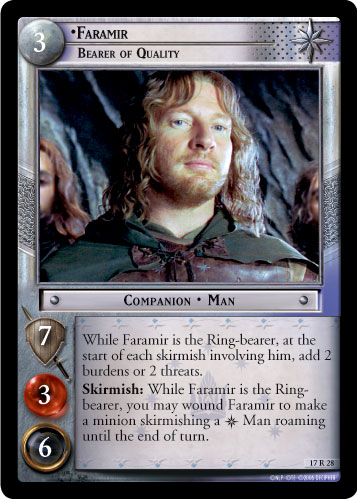 3
•Faramir
Bearer of Quality
Companion • Man
7
While Faramir is the Ring-bearer, at the
start of each skirmish involving him, add 2
burdens or 2 threats.
3
Skirmish: While Faramir is the Ring-
bearer, you may wound Faramir to make
a minion skirmishing a Man roaming
until the end of turn.
6
17 R 28